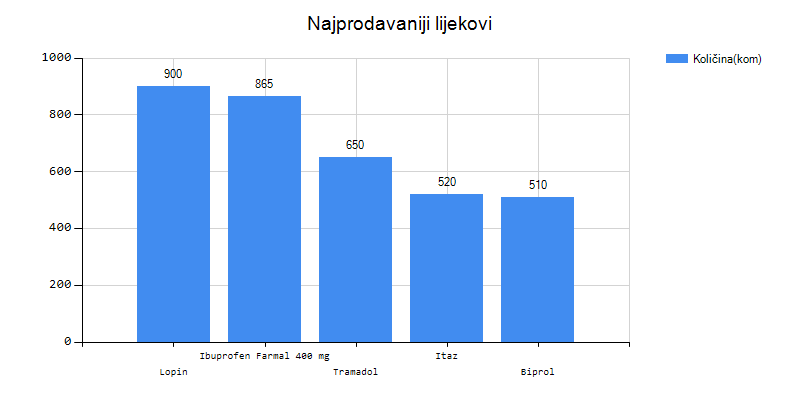 Najprodavaniji lijekovi
Količina(kom)
1000
800
600
400
200
0
900
865
650
520
510
Ibuprofen Farmal 400 mg
Itaz
Lopin
Tramadol
Biprol